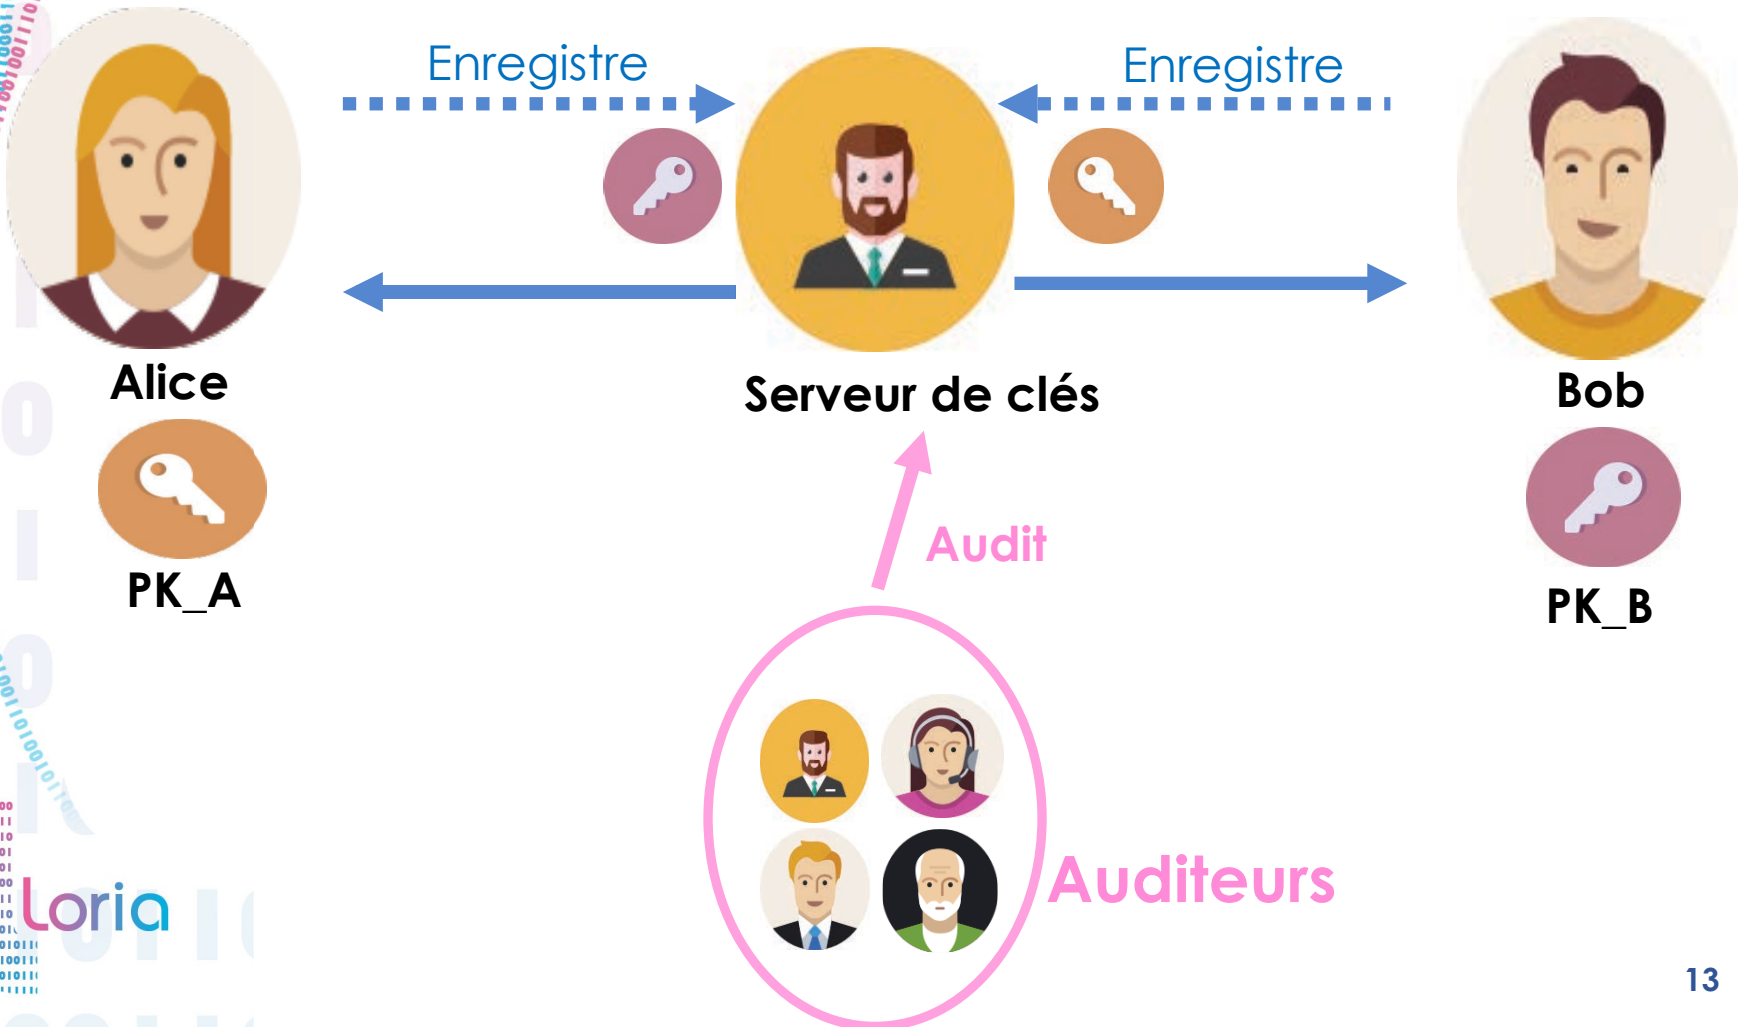 Enregistre
Enregistre
Alice
Serveur de clés
Bob
PK_A
PK_B
Audit
Auditeurs
Loria
13